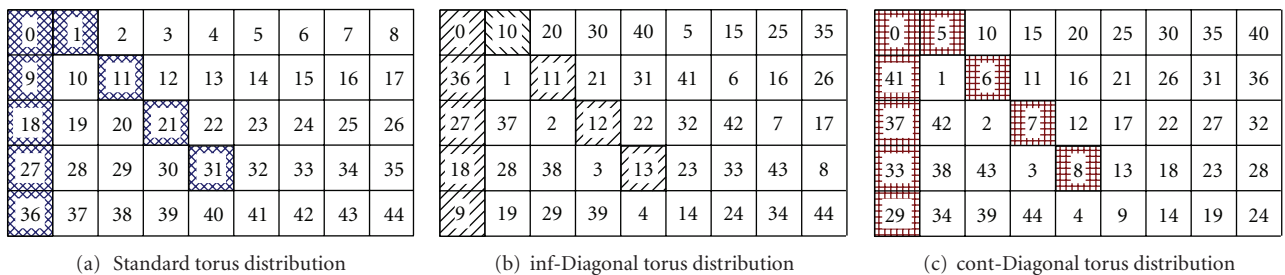 0 1 2 3 4 5 6 7 8
9 10 11 12 13 14 15 16 17
18 19 20 21 22 23 24 25 26
27 28 29 30 31 32 33 34 35
36 37 38 39 40 41 42 43 44
(a) Standard torus distribution
0 10 20 30 40 5 15 25 35
36 1 11 21 31 41 6 16 26
27 37 2 12 22 32 42 7 17
18 28 38 3 13 23 33 43 8
9 19 29 39 4 14 24 34 44
(b) inf-Diagonal torus distribution
0 5 10 15 20 25 30 35 40
41 1 6 11 16 21 26 31 36
37 42 2 7 12 17 22 27 32
33 38 43 3 8 13 18 23 28
29 34 39 44 4 9 14 19 24
(c) cont-Diagonal torus distribution